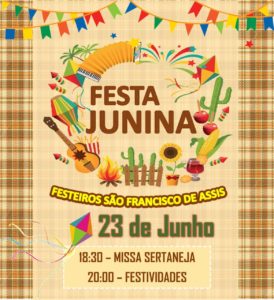 FESTA
JUNINA
FESTEIROS SÃO FRANCISCO DE ASSIS
23 de Junho
18:30 – MISSA SERTANEJA
20:00 – FESTIVIDADES